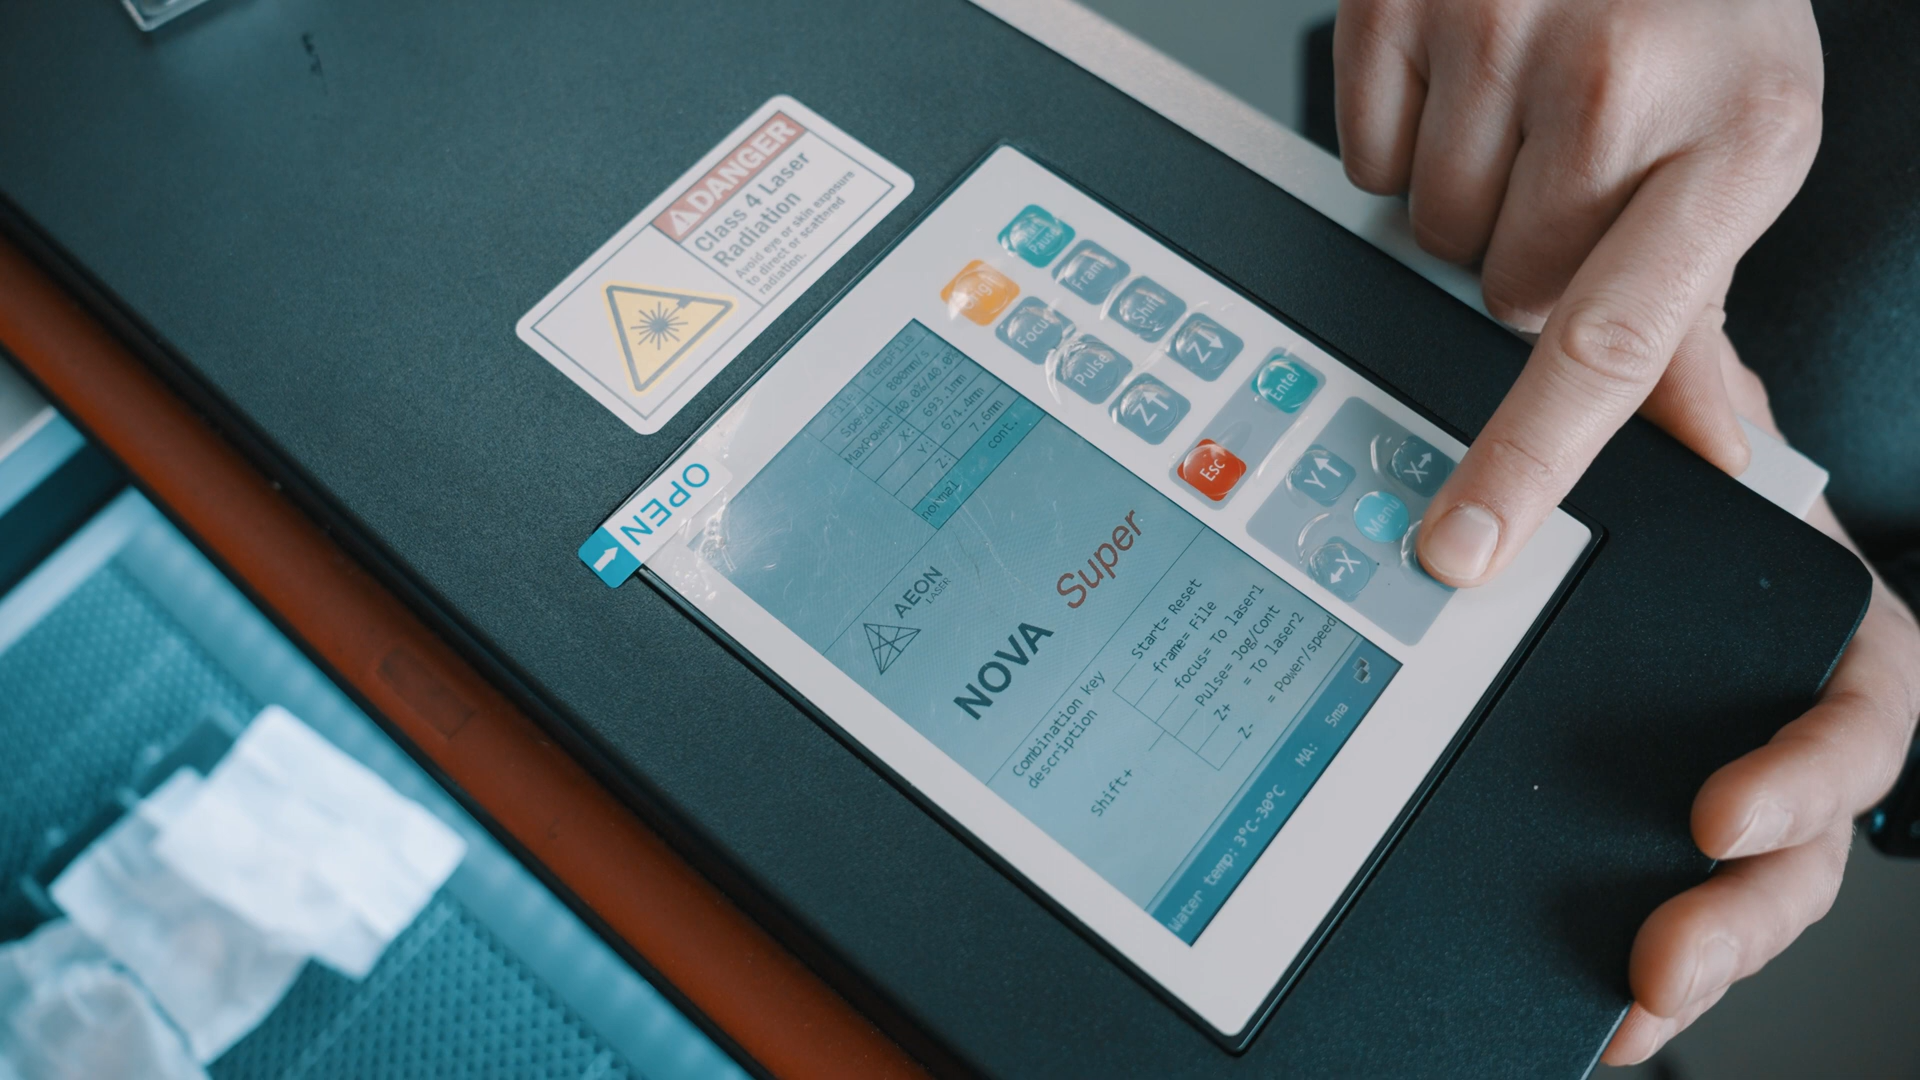 DANGER
Class 4 Laser
Radiation
Avoid eye or skin exposure
to direct or scattered
radiation.
OPEN
Pause
Origin
Frame
Focus
Shift
Pulse
Z↓
Z↑
Enter
Esc
Y↑
X→
Menu
←X
File: TempFile
Speed: 800mm/s
MaxPower: 40.0%/40.0%
X: 693.1mm
Y: 674.4mm
Z: 7.6mm
normal cont.
AEON
LASER
NOVA Super
Combination key
description
Shift+
Start= Reset
frame= File
focus= To laser1
Pulse= Jog/Cont
Z+ = To laser2
Z- = Power/speed
Water temp: 3°C-30°C MA: 5ma